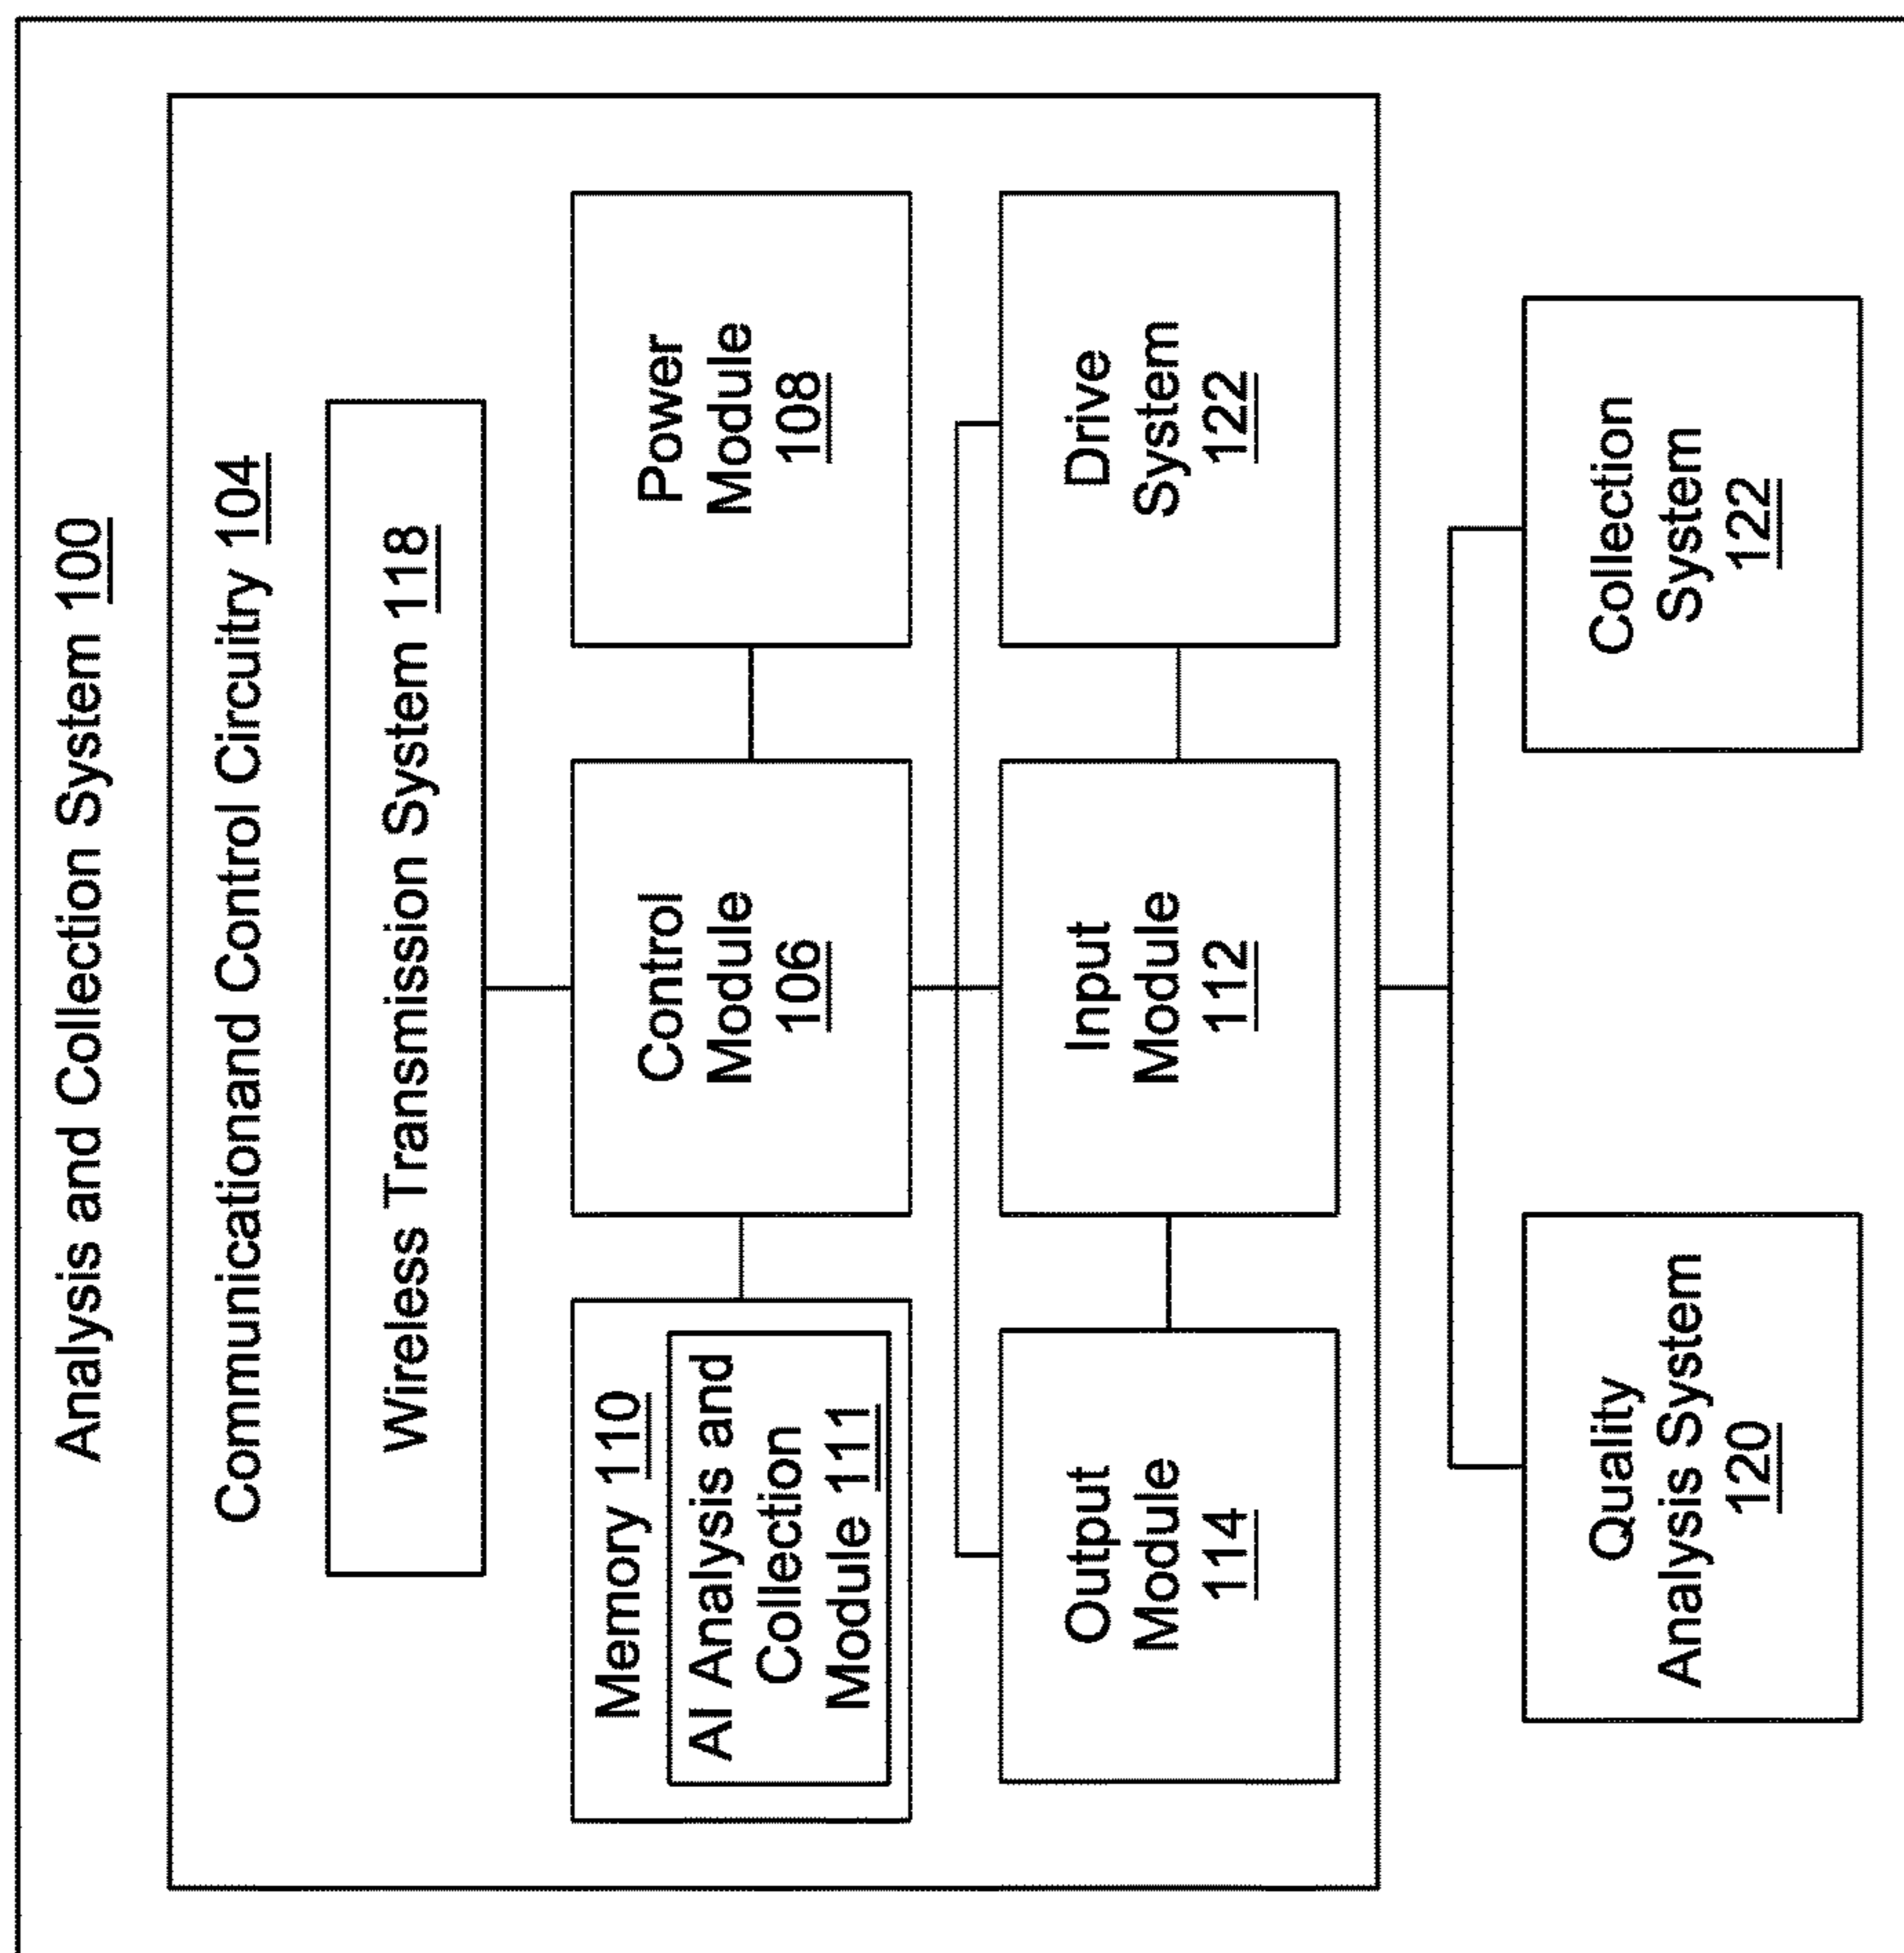 Analysis and Collection System 100
Communicationand Control Circuitry 104
Wireless Transmission System 118
Memory 110
AI Analysis and
Collection
Module 111
Control
Module
106
Power
Module
108
Output
Module
114
Input
Module
112
Drive
System
122
Quality
Analysis System
120
Collection
System
122